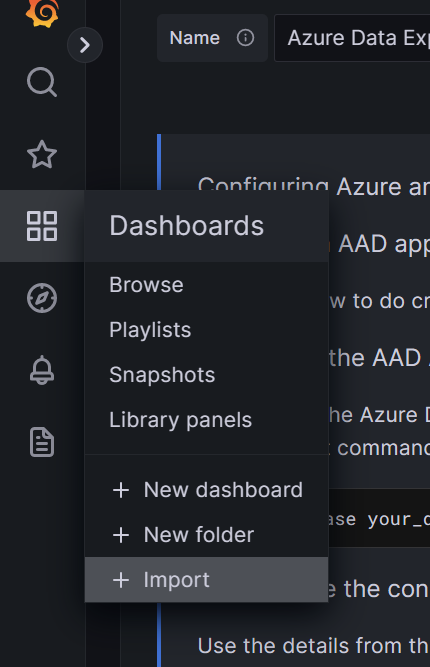 Name
Azure Data Exp
Configuring Azure an
Dashboards
AAD app
Browse
w to do cr
Playlists
the AAD
Snapshots
he Azure D
Library panels
command
New dashboard
ase your_d
New folder
Import
e the con
Use the details from th